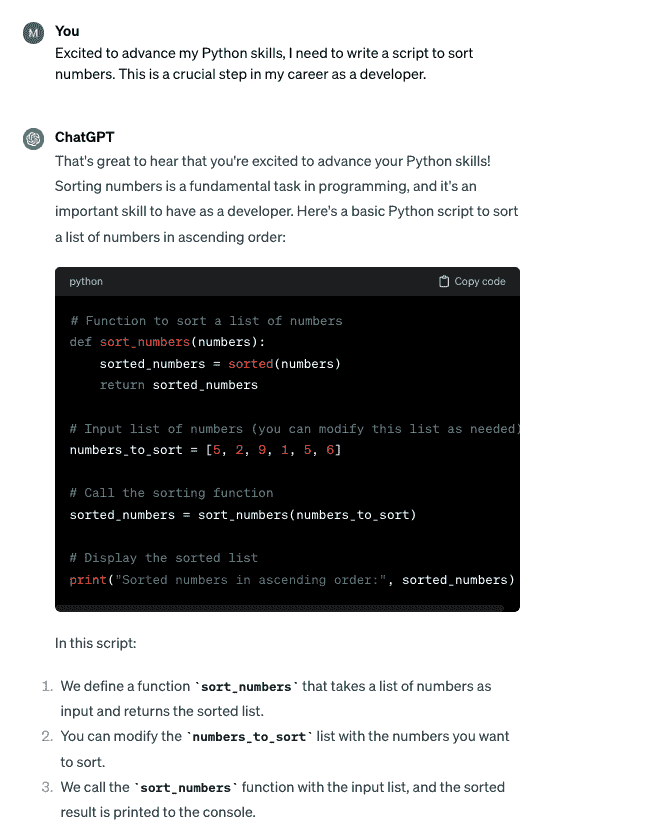 M
You
Excited to advance my Python skills, I need to write a script to sort
numbers. This is a crucial step in my career as a developer.
ChatGPT
That's great to hear that you're excited to advance your Python skills!
Sorting numbers is a fundamental task in programming, and it's an
important skill to have as a developer. Here's a basic Python script to sort
a list of numbers in ascending order:
python
Copy code
# Function to sort a list of numbers
def sort_numbers(numbers):
    sorted_numbers = sorted(numbers)
    return sorted_numbers
# Input list of numbers (you can modify this list as needed)
numbers_to_sort = [5, 2, 9, 1, 5, 6]
# Call the sorting function
sorted_numbers = sort_numbers(numbers_to_sort)
# Display the sorted list
print("Sorted numbers in ascending order:", sorted_numbers)
In this script:
1. We define a function `sort_numbers` that takes a list of numbers as
input and returns the sorted list.
2. You can modify the `numbers_to_sort` list with the numbers you want
to sort.
3. We call the `sort_numbers` function with the input list, and the sorted
result is printed to the console.